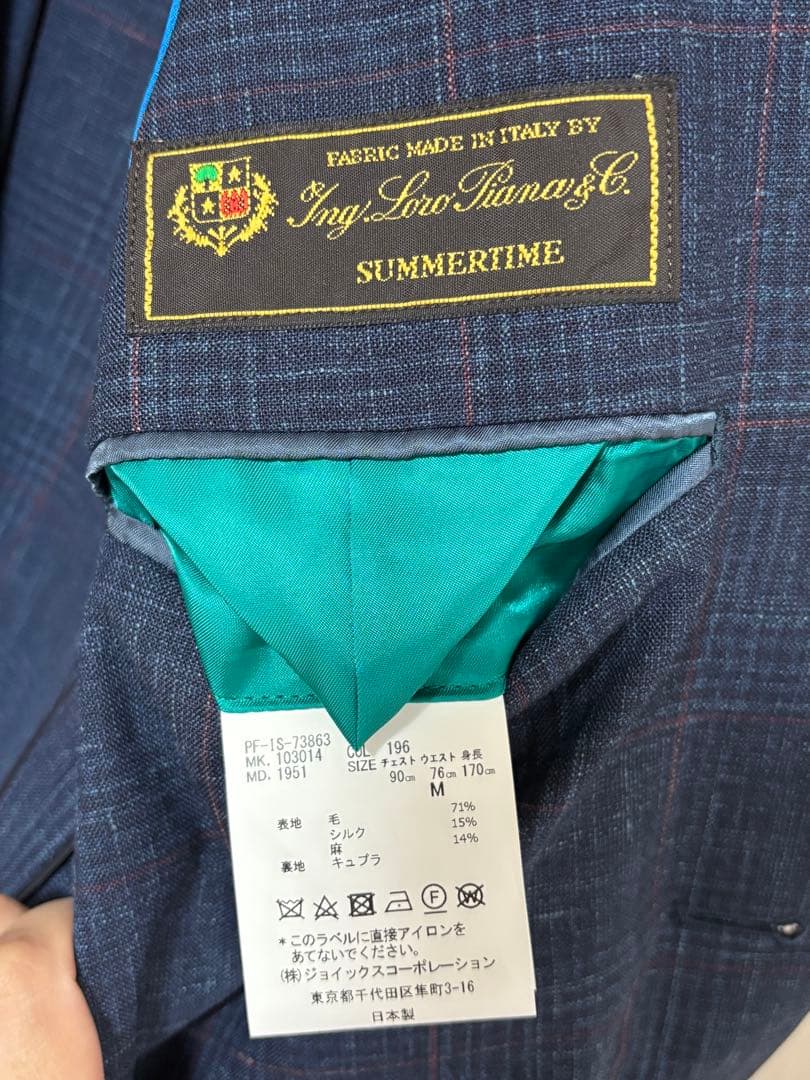 FABRIC MADE IN ITALY BY
Ing. Loro Piana & C.
SUMMERTIME
PF-IS-73863
MK. 103014
MD. 1951
COL. 196
SIZE チェスト ウエスト 身長
90cm 76cm 170cm
M
表地 毛 71%
シルク 15%
麻 14%
裏地 キュプラ
F W
*このラベルに直接アイロンを
あてないでください。
(株)ジョイックスコーポレーション
東京都千代田区隼町3-16
日本製